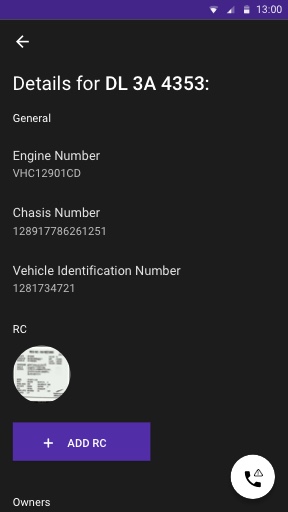 13:00
Details for DL 3A 4353:
General
Engine Number
VHC12901CD
Chasis Number
128917786261251
Vehicle Identification Number
1281734721
RC
+ ADD RC
Owners